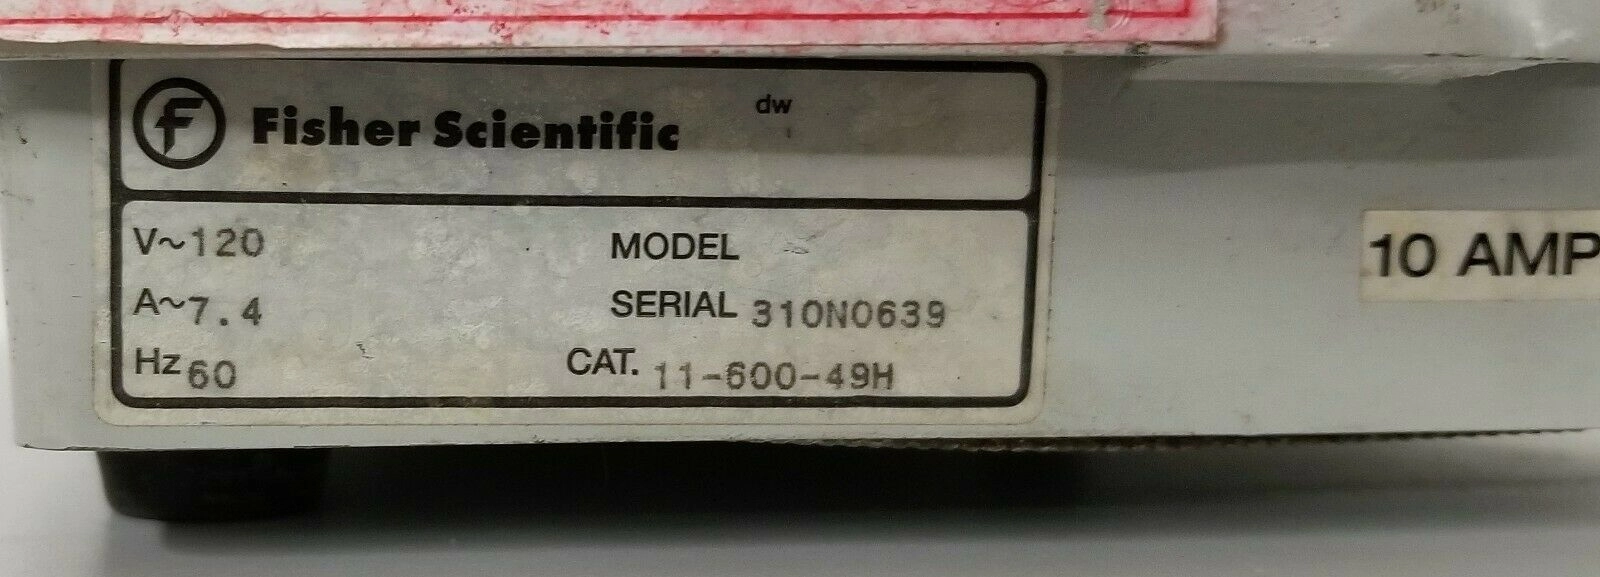 F Fisher Scientific dw
V~120 MODEL
A~7.4 SERIAL 310N0639
Hz 60 CAT. 11-600-49H
10 AMP